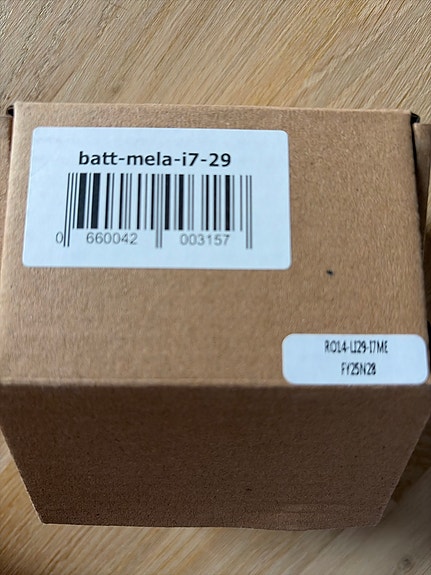 batt-mela-i7-29
0 660042 003157
RO14-LI29-I7ME
FY25N28